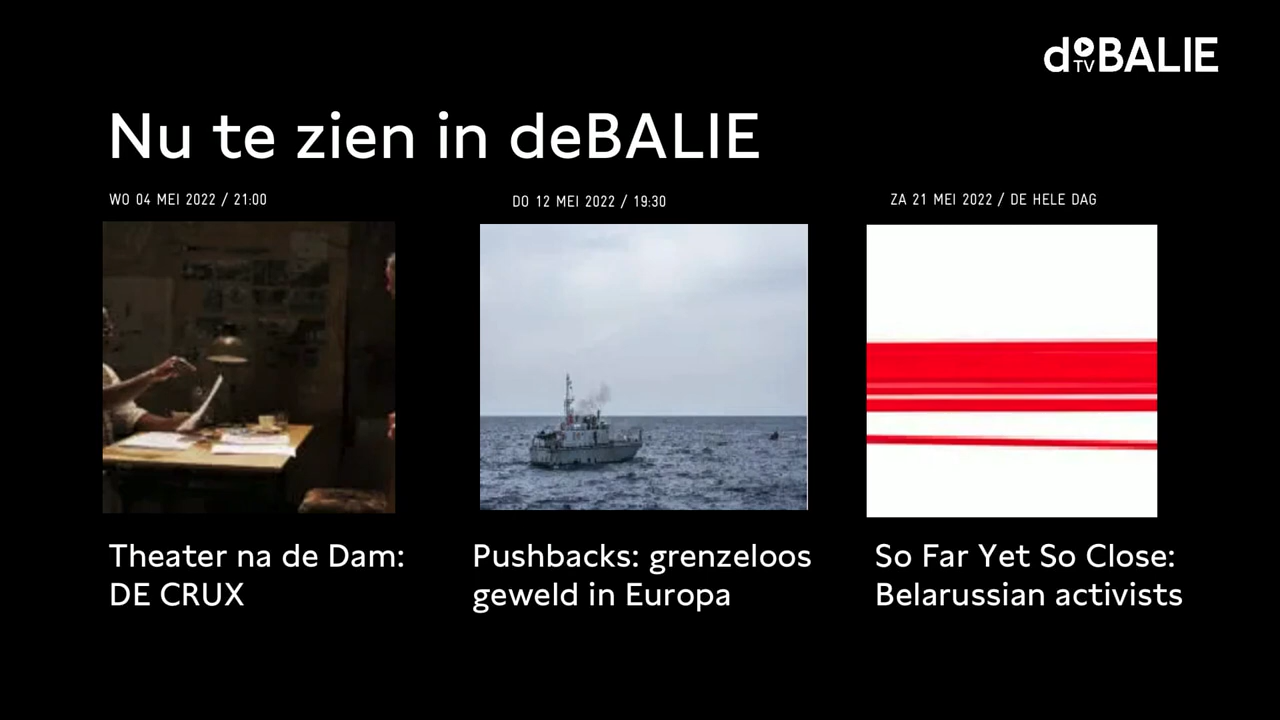 deTVBALIE
Nu te zien in deBALIE
WO 04 MEI 2022 / 21:00
DO 12 MEI 2022 / 19:30
ZA 21 MEI 2022 / DE HELE DAG
Theater na de Dam:
DE CRUX
Pushbacks: grenzeloos
geweld in Europa
So Far Yet So Close:
Belarussian activists